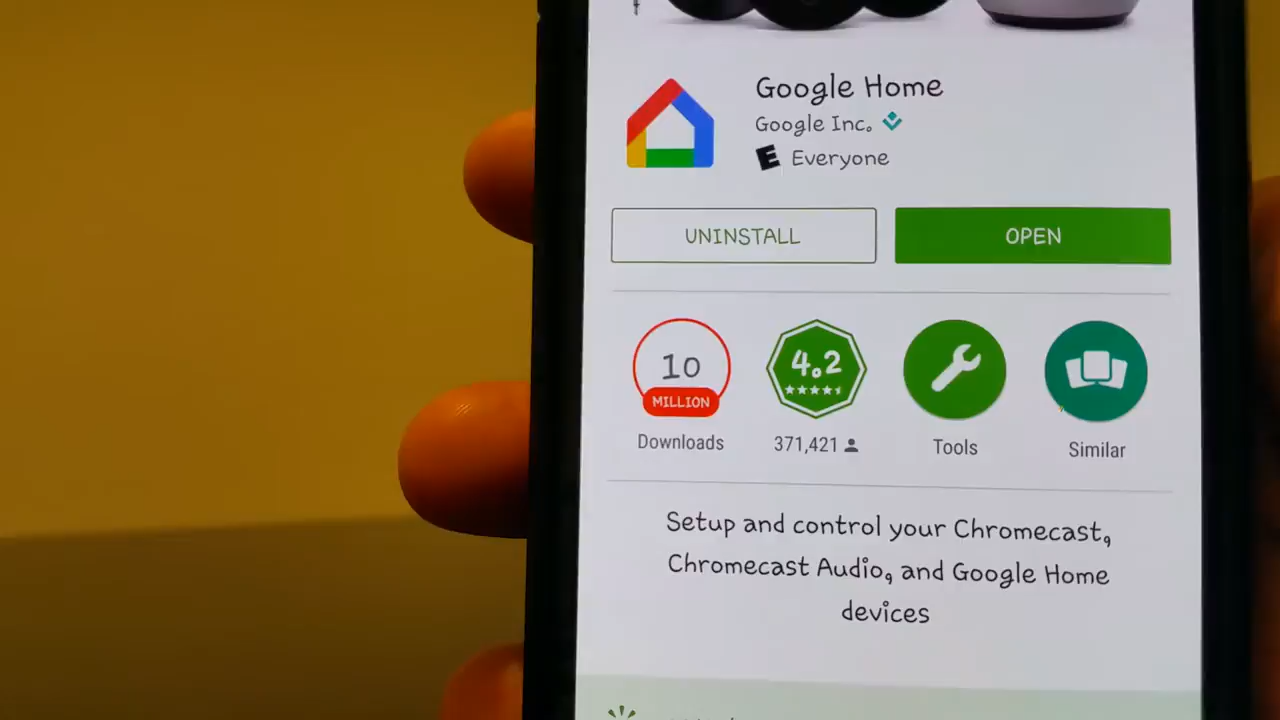 Google Home
Google Inc.
E Everyone
UNINSTALL
OPEN
10
MILLION
Downloads
4.2
371,421
Tools
Similar
Setup and control your Chromecast,
Chromecast Audio, and Google Home
devices